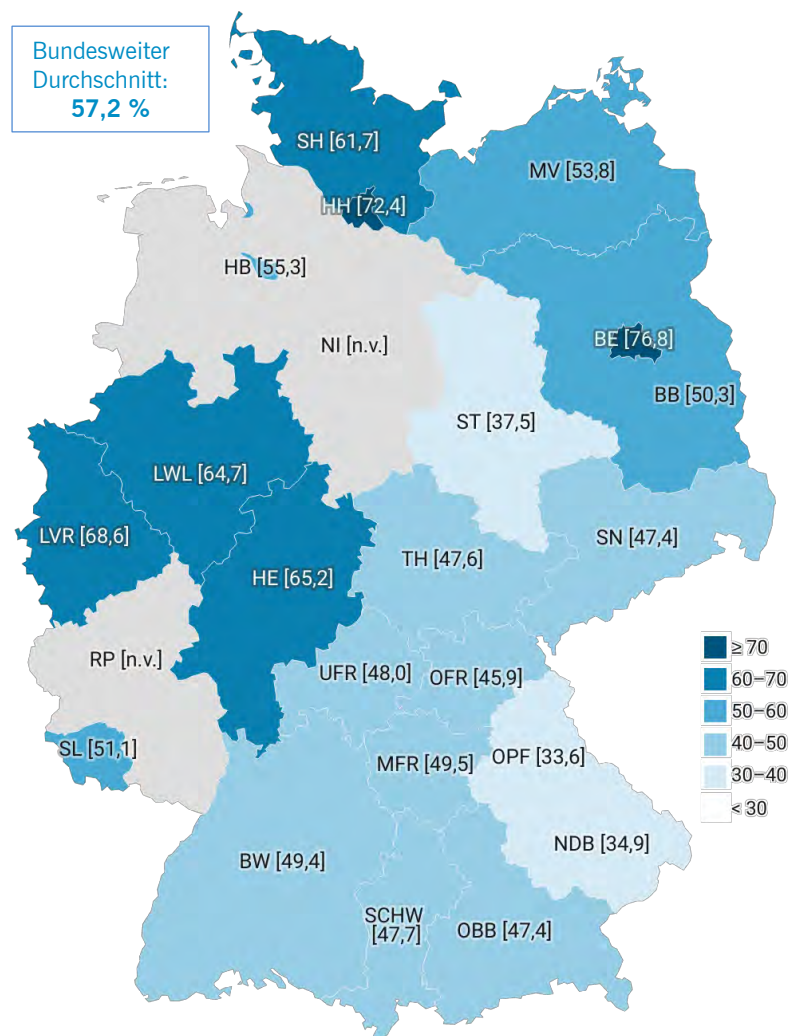 Bundesweiter
Durchschnitt:
57,2 %
SH [61,7]
MV [53,8]
HH [72,4]
HB [55,3]
BE [76,8]
NI [n.v.]
BB [50,3]
ST [37,5]
LWL [64,7]
LVR [68,6]
SN [47,4]
TH [47,6]
HE [65,2]
RP [n.v.]
UFR [48,0]
OFR [45,9]
SL [51,1]
OPF [33,6]
MFR [49,5]
NDB [34,9]
BW [49,4]
SCHW
[47,7]
OBB [47,4]
≥ 70
60–70
50–60
40–50
30–40
< 30